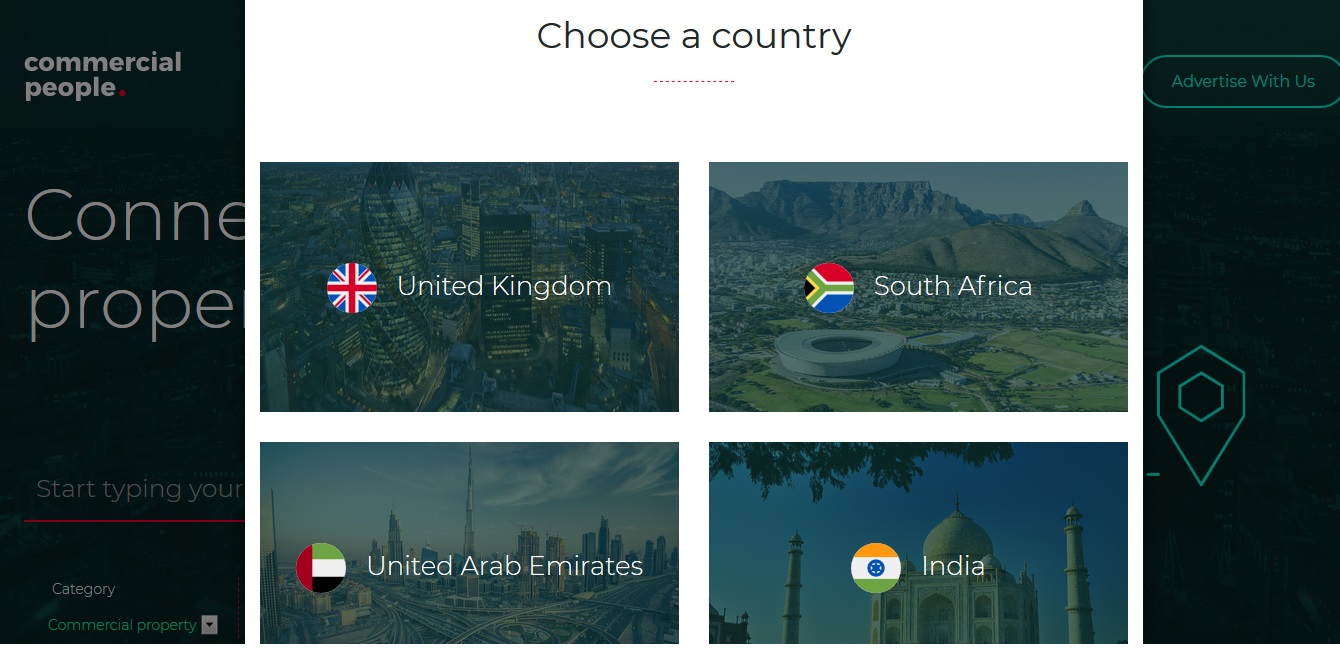 Choose a country
commercial
people.
Advertise With Us
Conne
proper
United Kingdom
South Africa
Start typing your
United Arab Emirates
India
Category
Commercial property